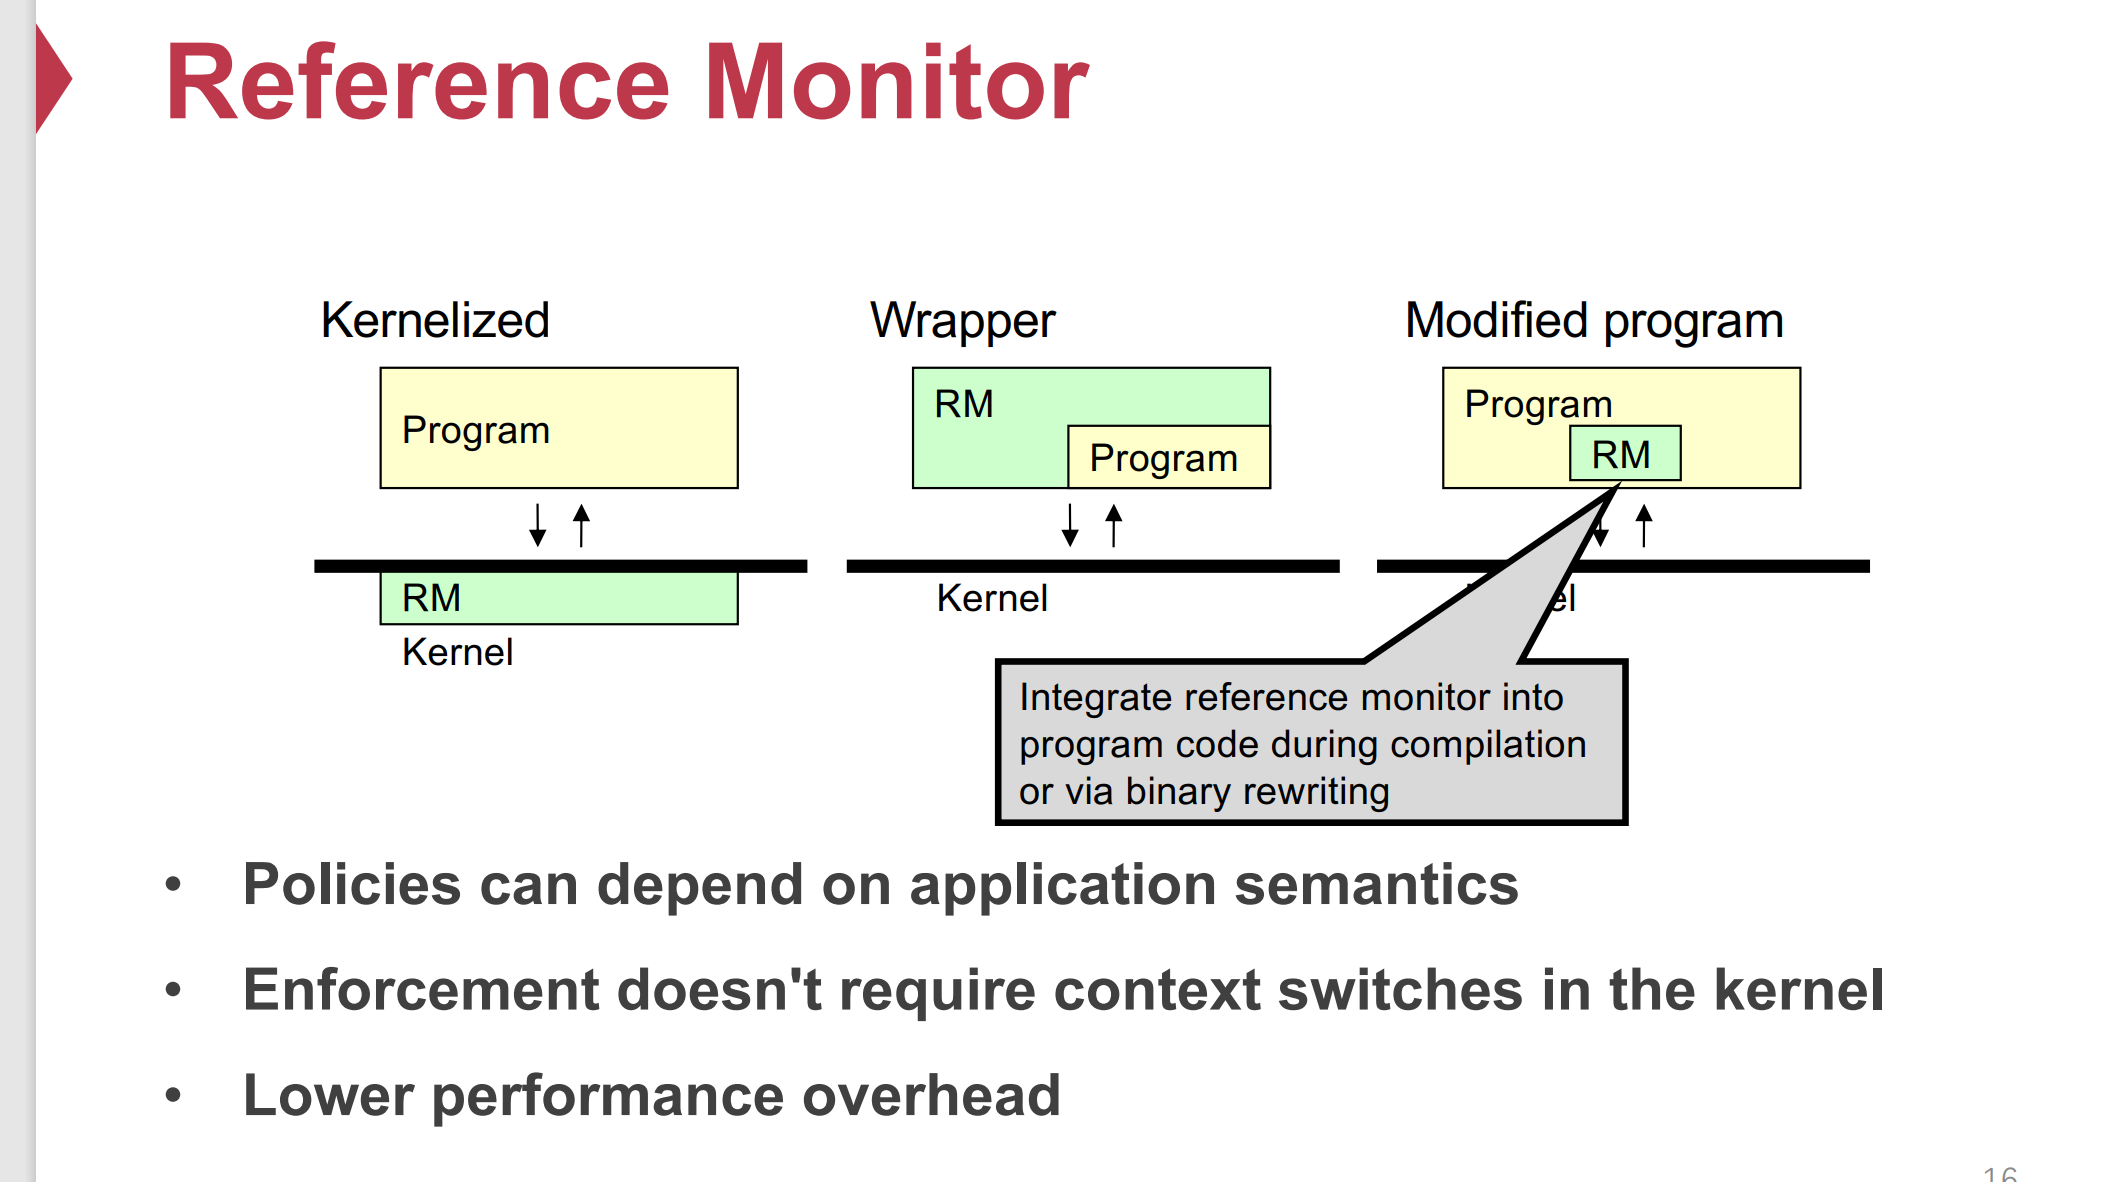 Reference Monitor
Kernelized
Wrapper
Modified program
Program
RM
Program
Program
RM
RM
Kernel
Kernel
Integrate reference monitor into
program code during compilation
or via binary rewriting
• Policies can depend on application semantics
• Enforcement doesn't require context switches in the kernel
• Lower performance overhead
16